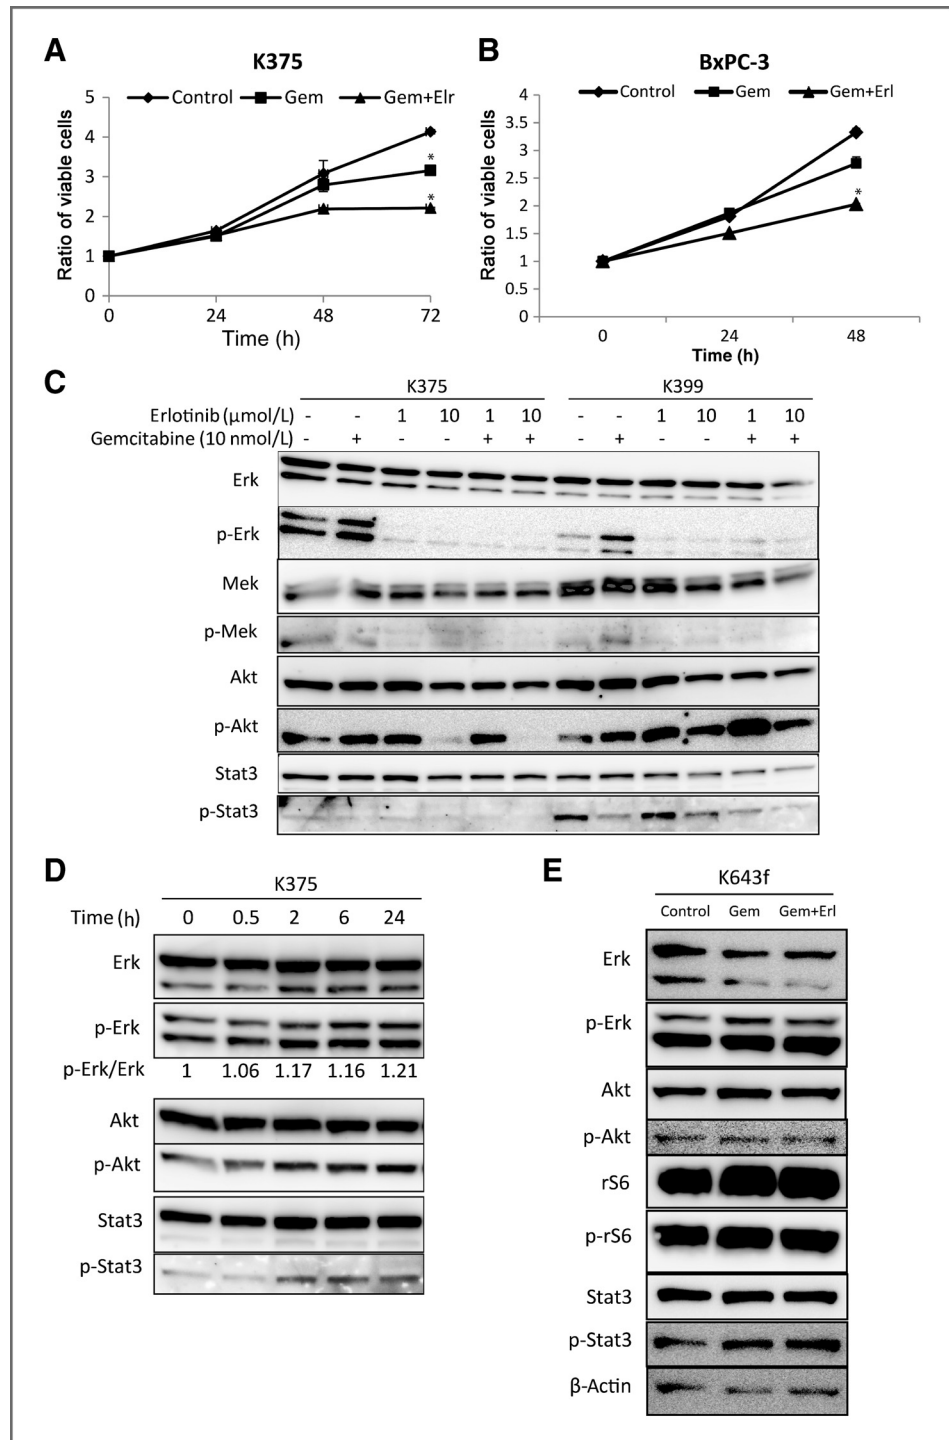 A
K375
Control Gem Gem+Elr
Ratio of viable cells
5
4
3
2
1
0
*
*
0 24 48 72
Time (h)
B
BxPC-3
Control Gem Gem+Erl
Ratio of viable cells
4
3.5
3
2.5
2
1.5
1
0.5
0
*
0 24 48
Time (h)
C
K375 K399
Erlotinib (μmol/L) - - 1 10 1 10 - - 1 10 1 10
Gemcitabine (10 nmol/L) - + - - + + - + - - + +
Erk
p-Erk
Mek
p-Mek
Akt
p-Akt
Stat3
p-Stat3
D
K375
Time (h) 0 0.5 2 6 24
Erk
p-Erk
p-Erk/Erk 1 1.06 1.17 1.16 1.21
Akt
p-Akt
Stat3
p-Stat3
E
K643f
Control Gem Gem+Erl
Erk
p-Erk
Akt
p-Akt
rS6
p-rS6
Stat3
p-Stat3
β-Actin